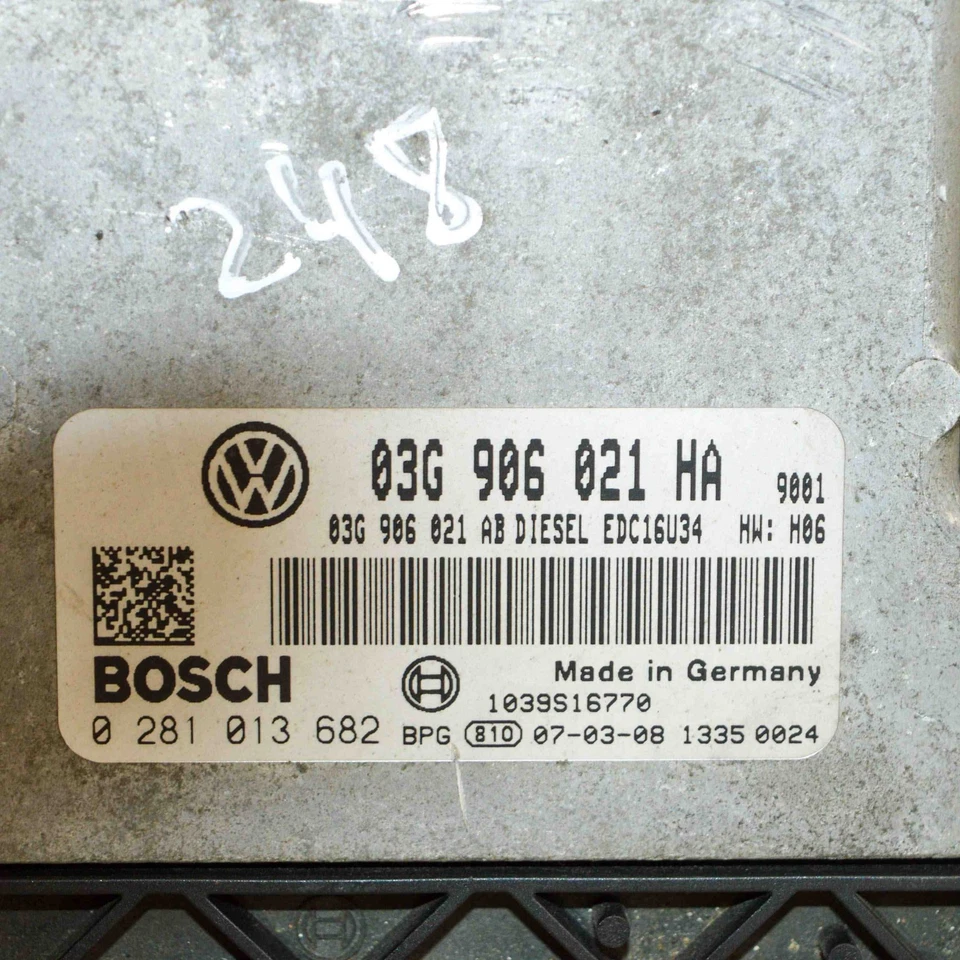 248
03G 906 021 HA 9001
03G 906 021 AB DIESEL EDC16U34 HW: H06
BOSCH
Made in Germany
1039S16770
0 281 013 682 BPG 810 07-03-08 1335 0024